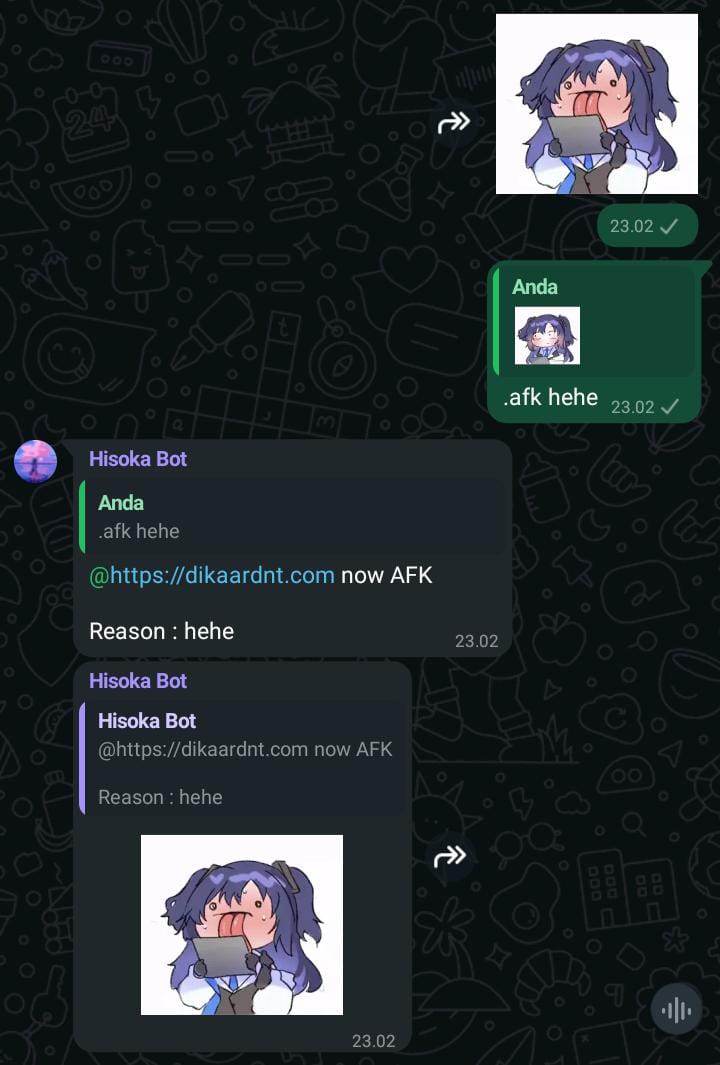 23.02
Anda
.afk hehe 23.02
Hisoka Bot
Anda
.afk hehe
@https://dikaardnt.com now AFK
Reason : hehe
23.02
Hisoka Bot
Hisoka Bot
@https://dikaardnt.com now AFK
Reason : hehe
23.02